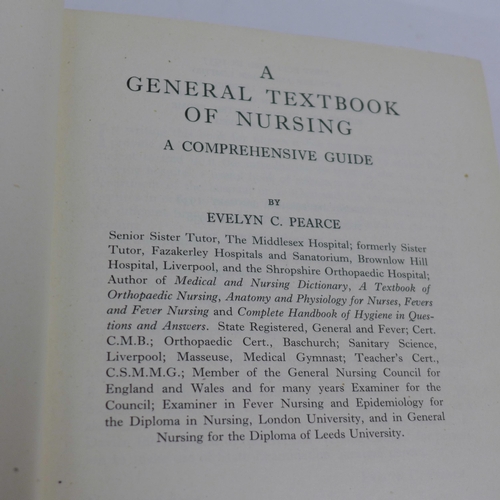 A
GENERAL TEXTBOOK
OF NURSING
A COMPREHENSIVE GUIDE
BY
EVELYN C. PEARCE
Senior Sister Tutor, The Middlesex Hospital; formerly Sister
Tutor, Fazakerley Hospitals and Sanatorium, Brownlow Hill
Hospital, Liverpool, and the Shropshire Orthopaedic Hospital;
Author of Medical and Nursing Dictionary, A Textbook of
Orthopaedic Nursing, Anatomy and Physiology for Nurses, Fevers
and Fever Nursing and Complete Handbook of Hygiene in Ques-
tions and Answers. State Registered, General and Fever; Cert.
C.M.B.; Orthopaedic Cert., Baschurch; Sanitary Science,
Liverpool; Masseuse, Medical Gymnast; Teacher's Cert.,
C.S.M.M.G.; Member of the General Nursing Council for
England and Wales and for many years Examiner for the
Council; Examiner in Fever Nursing and Epidemiology for
the Diploma in Nursing, London University, and in General
Nursing for the Diploma of Leeds University.